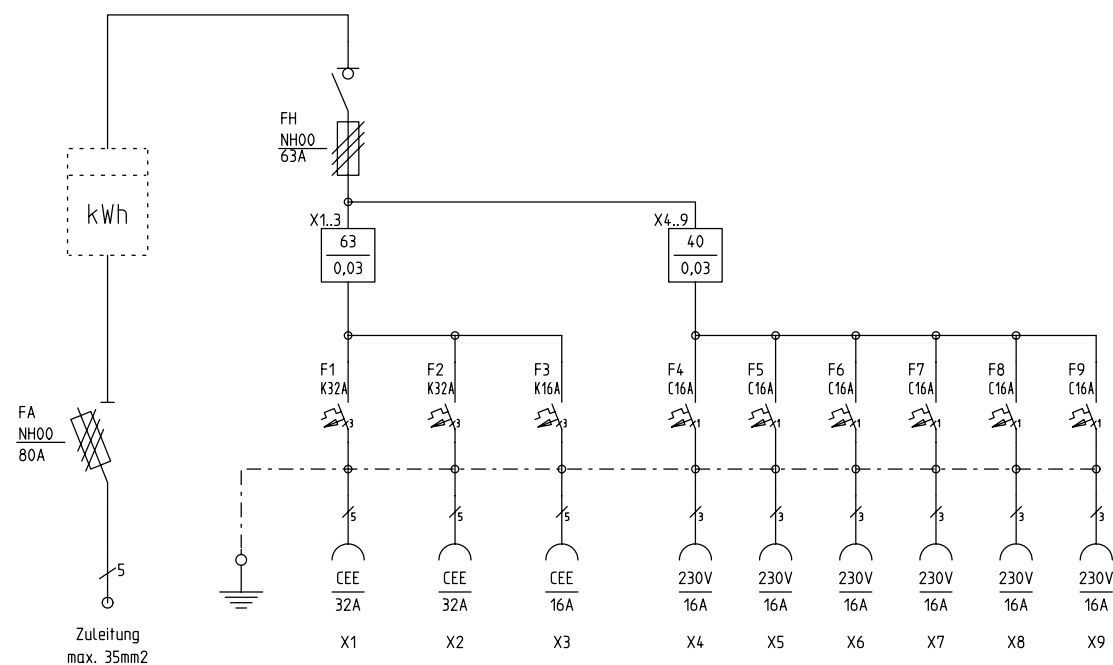 FH
NH00
63A
kWh
X1..3
63
0,03
X4..9
40
0,03
F1
K32A
F2
K32A
F3
K16A
F4
C16A
F5
C16A
F6
C16A
F7
C16A
F8
C16A
F9
C16A
3
3
3
1
1
1
1
1
1
FA
NH00
80A
5
5
5
5
3
3
3
3
3
3
CEE
32A
CEE
32A
CEE
16A
230V
16A
230V
16A
230V
16A
230V
16A
230V
16A
230V
16A
X1
X2
X3
X4
X5
X6
X7
X8
X9
Zuleitung
max. 35mm2